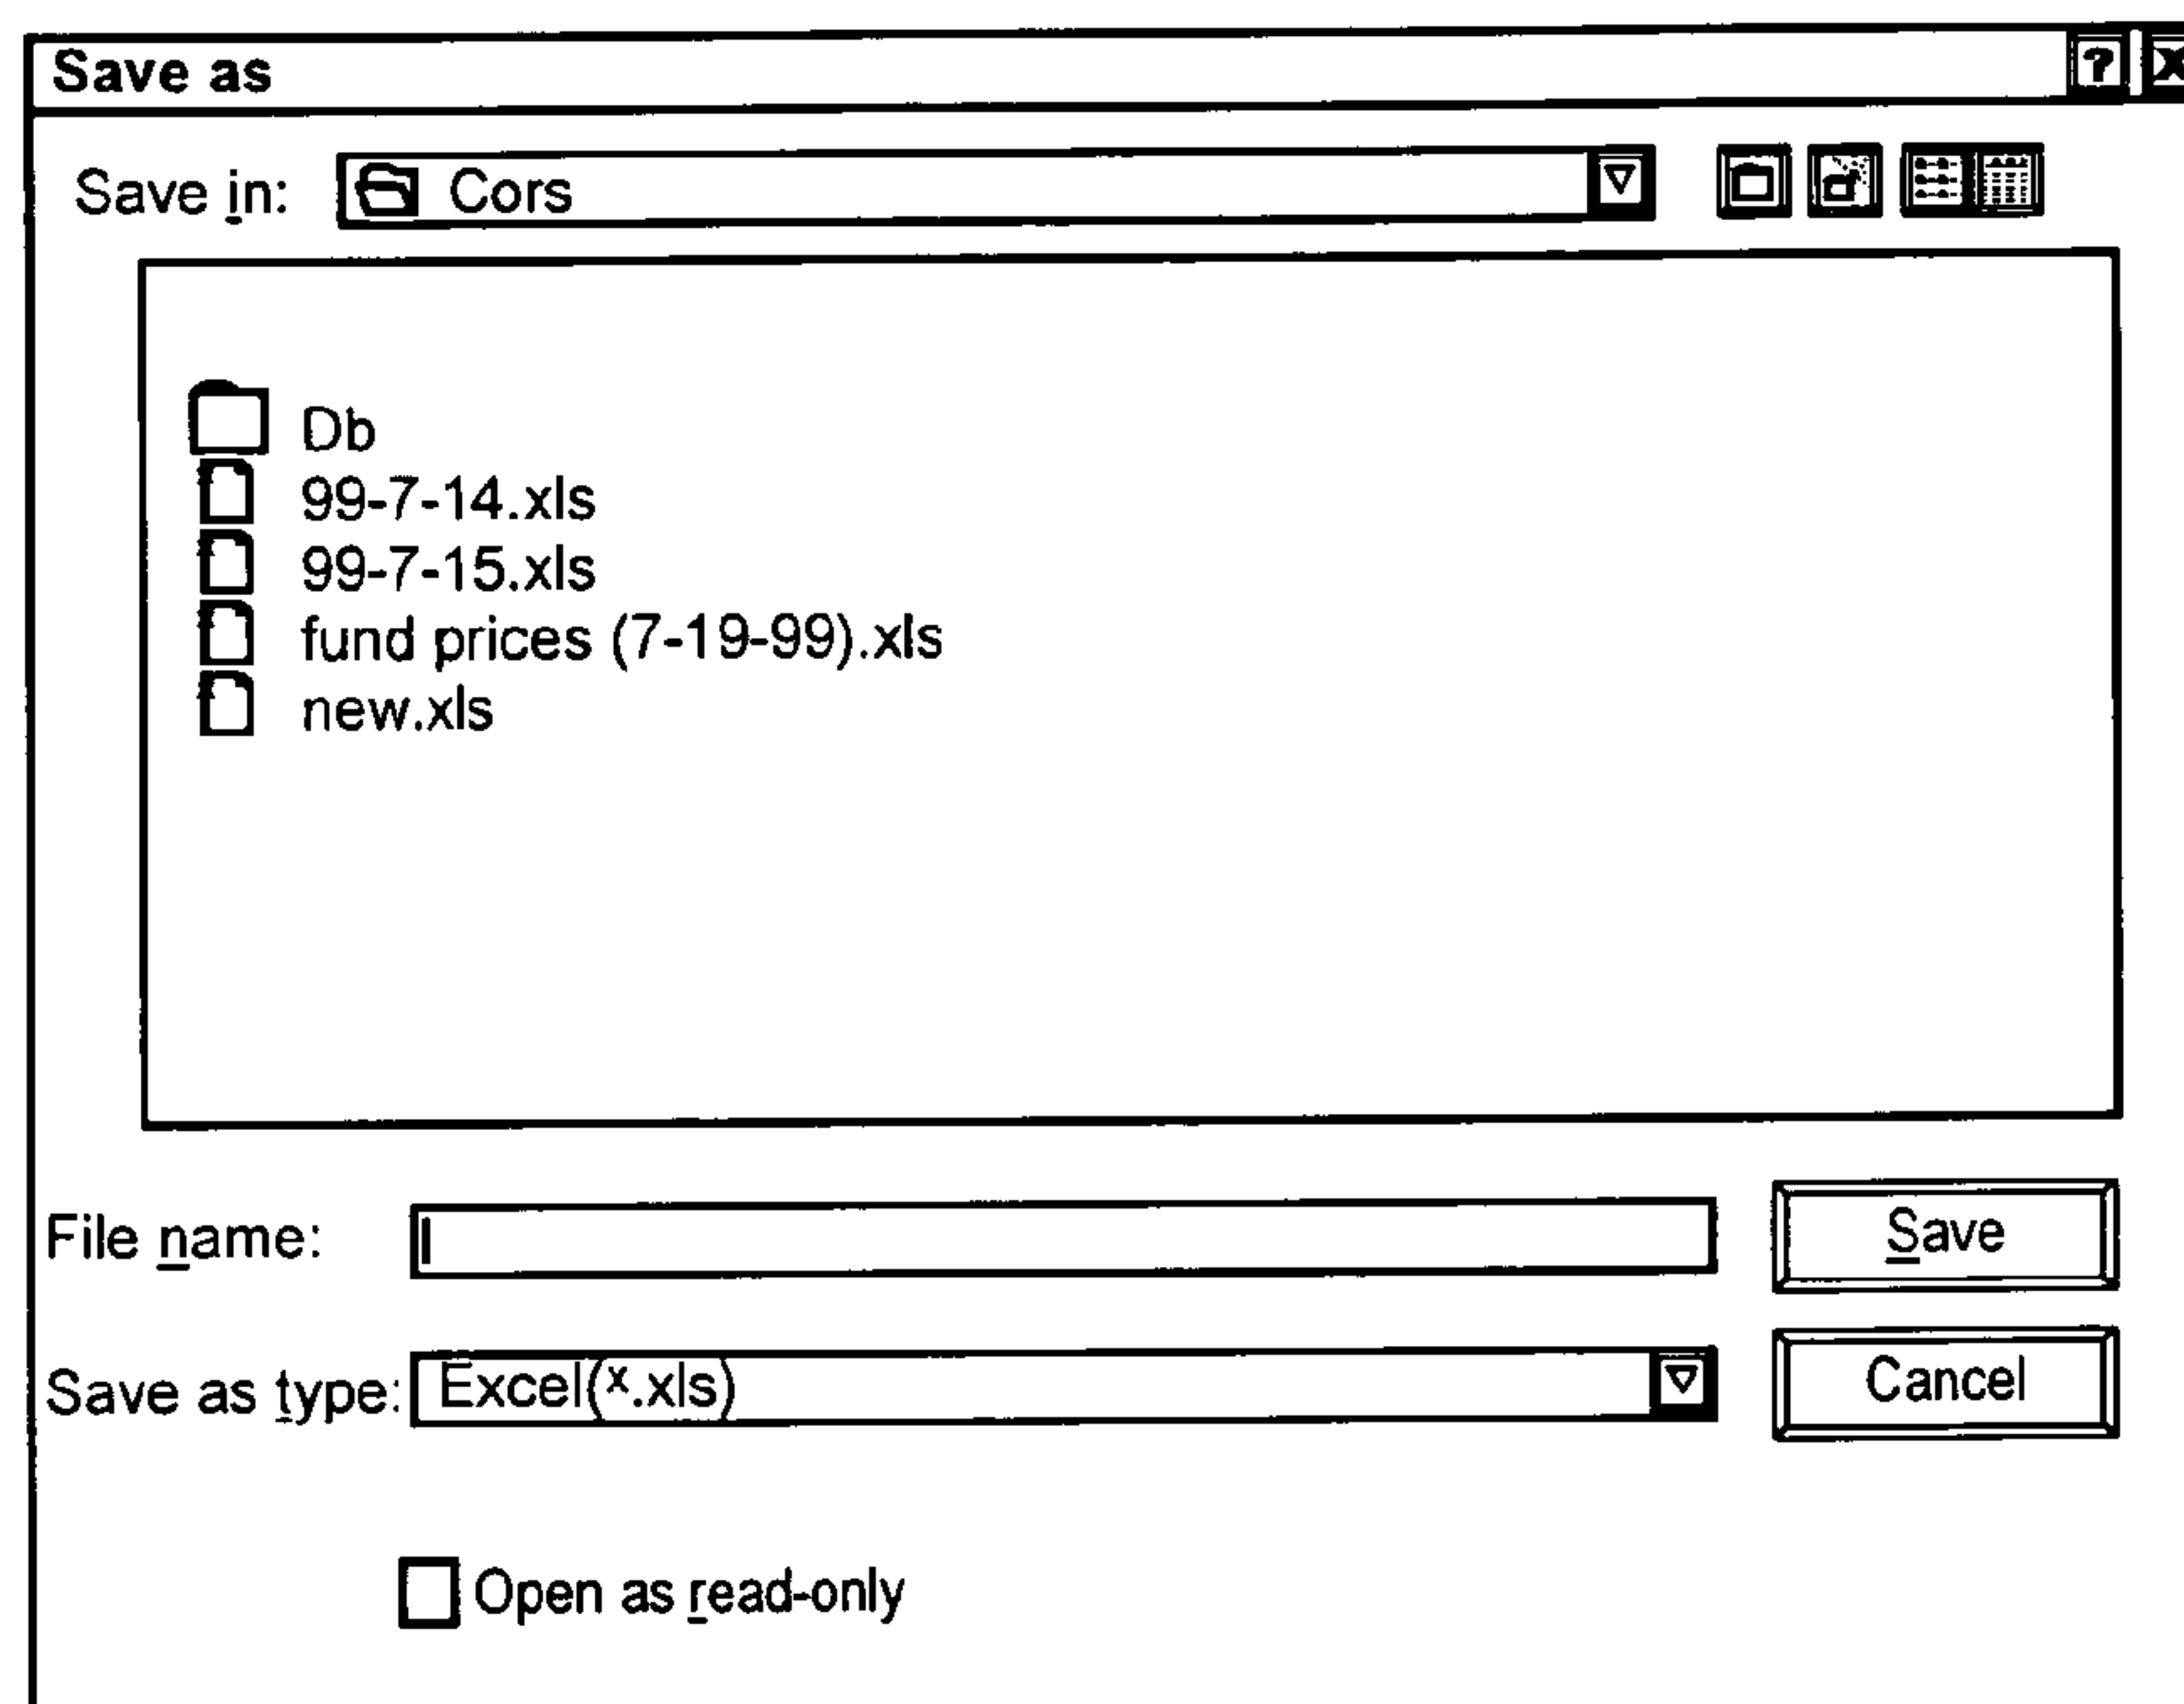 Save as ?
Save in: Cors
Db
99-7-14.xls
99-7-15.xls
fund prices (7-19-99).xls
new.xls
File name: Save
Save as type: Excel(x.xls) Cancel
Open as read-only